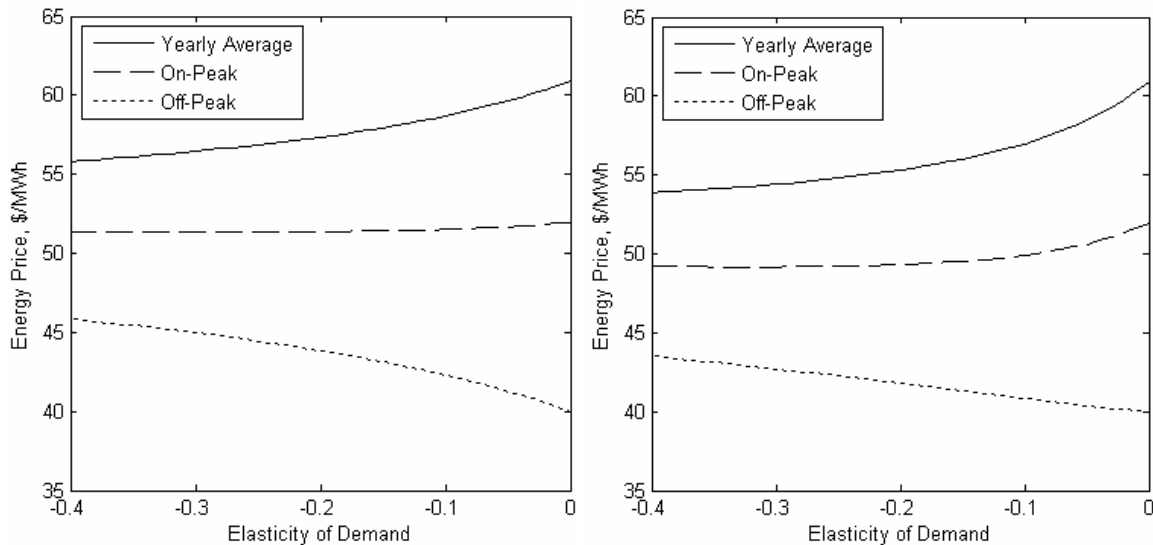 65
60
55
50
45
40
35
Energy Price, $/MWh
Yearly Average
On-Peak
Off-Peak
-0.4
-0.3
-0.2
-0.1
0
Elasticity of Demand
65
60
55
50
45
40
35
Energy Price, $/MWh
Yearly Average
On-Peak
Off-Peak
-0.4
-0.3
-0.2
-0.1
0
Elasticity of Demand